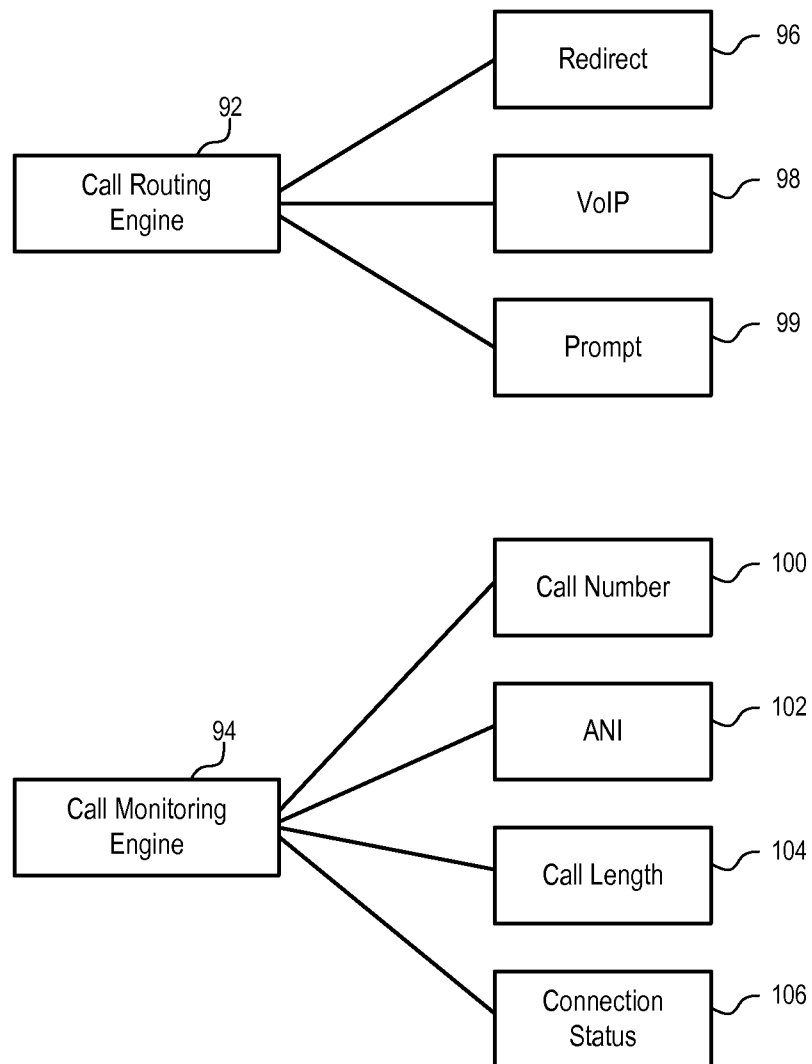 Redirect
96
92
Call Routing
Engine
VoIP
98
Prompt
99
Call Number
100
ANI
102
94
Call Monitoring
Engine
Call Length
104
Connection
Status
106